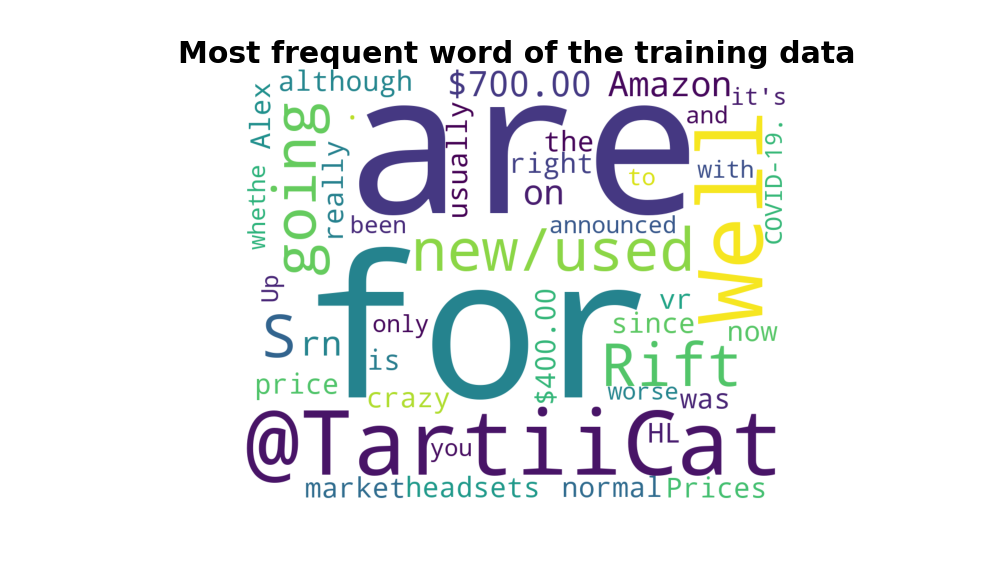 Most frequent word of the training data
although
$700.00
Amazon
it's
whethe
Alex
going
really
.
are
usually
the
right
on
to
and
with
Well
COVID-19.
been
announced
new/used
Up
for
S
rn
only
is
$400.00
vr
since
now
Rift
price
crazy
worse
was
@TartiiCat
you
HL
market
headsets
normal
Prices